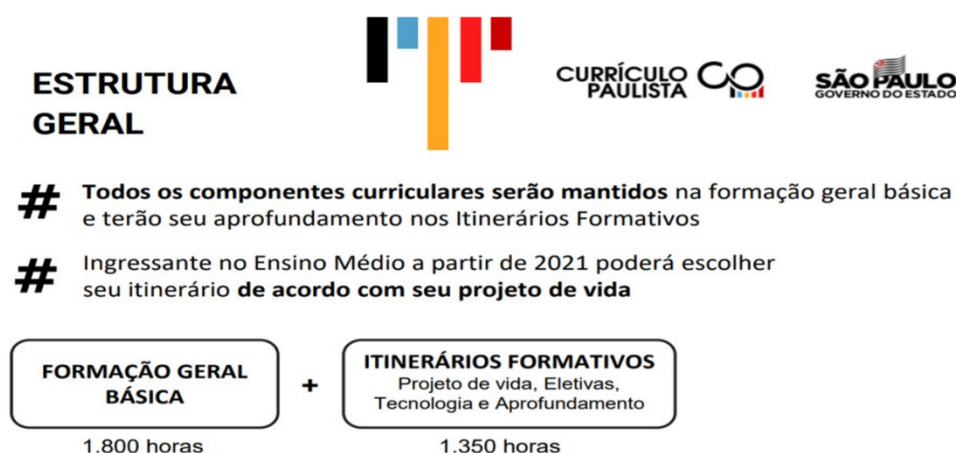 ESTRUTURA
GERAL
CURRÍCULO
PAULISTA
SÃO PAULO
GOVERNO DO ESTADO
# Todos os componentes curriculares serão mantidos na formação geral básica
e terão seu aprofundamento nos Itinerários Formativos
# Ingressante no Ensino Médio a partir de 2021 poderá escolher
seu itinerário de acordo com seu projeto de vida
FORMAÇÃO GERAL
BÁSICA
+
ITINERÁRIOS FORMATIVOS
Projeto de vida, Eletivas,
Tecnologia e Aprofundamento
1.800 horas
1.350 horas